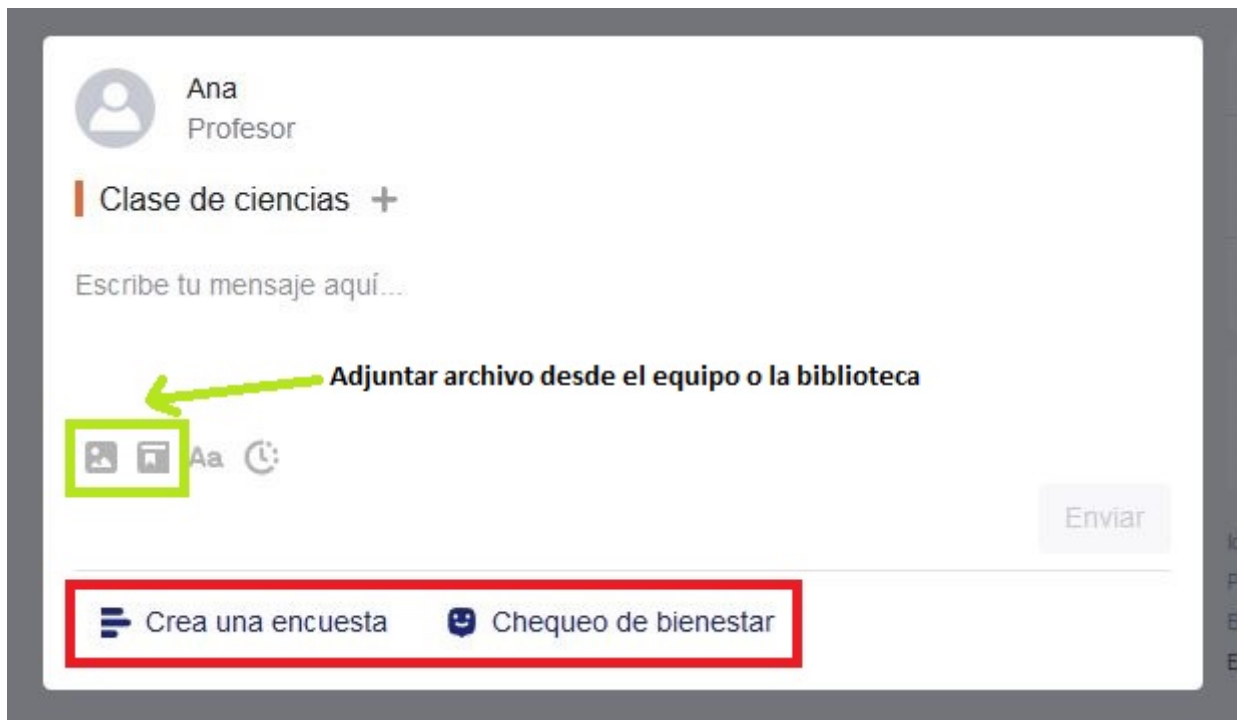 Ana
Profesor
Clase de ciencias +
Escribe tu mensaje aquí...
Adjuntar archivo desde el equipo o la biblioteca
Aa
Enviar
Crea una encuesta
Chequeo de bienestar